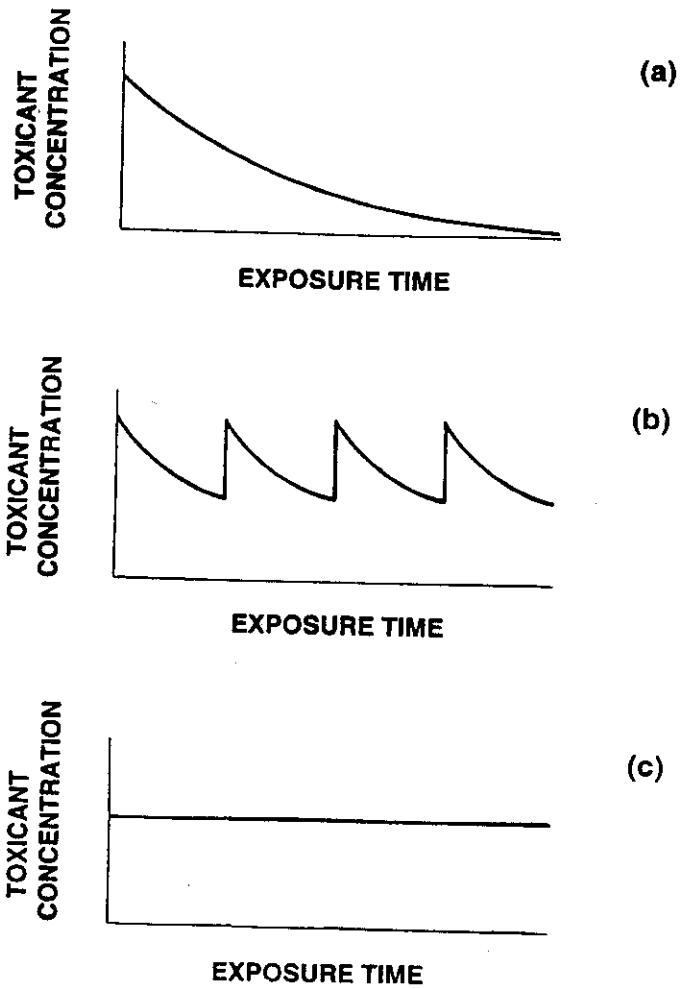 TOXICANT
CONCENTRATION
(a)
EXPOSURE TIME
TOXICANT
CONCENTRATION
(b)
EXPOSURE TIME
TOXICANT
CONCENTRATION
(c)
EXPOSURE TIME